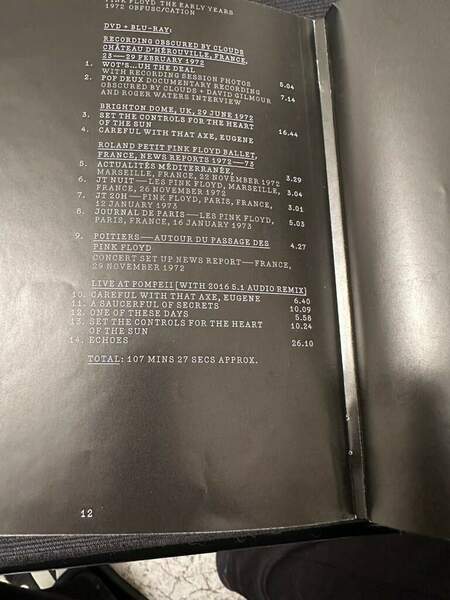 PINK FLOYD THE EARLY YEARS
1972 OBFUSC/CATION
DVD + BLU-RAY:
RECORDING OBSCURED BY CLOUDS
CHÂTEAU D'HÉROUVILLE, FRANCE,
23—29 FEBRUARY 1972
1. WOT'S...UH THE DEAL
WITH RECORDING SESSION PHOTOS 5.04
2. POP DEUX DOCUMENTARY RECORDING
OBSCURED BY CLOUDS + DAVID GILMOUR
AND ROGER WATERS INTERVIEW 7.14
BRIGHTON DOME, UK, 29 JUNE 1972
3. SET THE CONTROLS FOR THE HEART
OF THE SUN
4. CAREFUL WITH THAT AXE, EUGENE 16.44
ROLAND PETIT PINK FLOYD BALLET,
FRANCE, NEWS REPORTS 1972—73
5. ACTUALITÉS MÉDITERRANÉE,
MARSEILLE, FRANCE, 22 NOVEMBER 1972 3.29
6. JT NUIT—LES PINK FLOYD, MARSEILLE,
FRANCE, 26 NOVEMBER 1972 3.04
7. JT 20H—PINK FLOYD, PARIS, FRANCE,
12 JANUARY 1973 3.01
8. JOURNAL DE PARIS—LES PINK FLOYD,
PARIS, FRANCE, 16 JANUARY 1973 5.03
9. POITIERS—AUTOUR DU PASSAGE DES
PINK FLOYD 4.27
CONCERT SET UP NEWS REPORT—FRANCE,
29 NOVEMBER 1972
LIVE AT POMPEII [WITH 2016 5.1 AUDIO REMIX]
10. CAREFUL WITH THAT AXE, EUGENE 6.40
11. A SAUCERFUL OF SECRETS 10.09
12. ONE OF THESE DAYS 5.58
13. SET THE CONTROLS FOR THE HEART 10.24
OF THE SUN
14. ECHOES 26.10
TOTAL: 107 MINS 27 SECS APPROX.
12